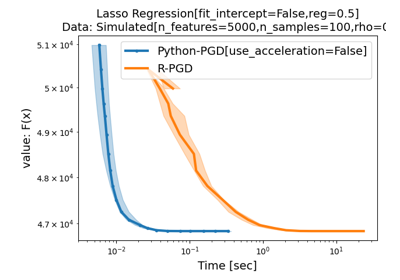 Lasso Regression[fit_intercept=False,reg=0.5]
Data: Simulated[n_features=5000,n_samples=100,rho=0
Python-PGD[use_acceleration=False]
R-PGD
value: F(x)
5.1 × 10⁴
5 × 10⁴
4.9 × 10⁴
4.8 × 10⁴
4.7 × 10⁴
10⁻² 10⁻¹ 10⁰ 10¹
Time [sec]